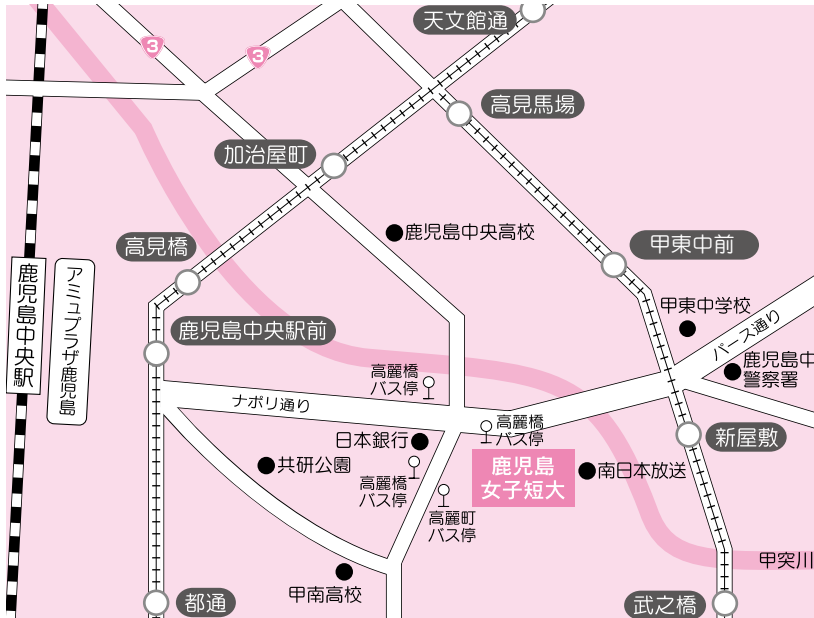 天文館通
3
3
高見馬場
加治屋町
鹿児島中央高校
高見橋
甲東中前
鹿児島中央駅
アミュプラザ鹿児島
甲東中学校
パース通り
鹿児島中央駅前
鹿児島中
警察署
高麗橋
バス停
ナポリ通り
高麗橋
バス停
新屋敷
日本銀行
共研公園
鹿児島
女子短大
南日本放送
高麗橋
バス停
高麗町
バス停
甲突川
甲南高校
都通
武之橋